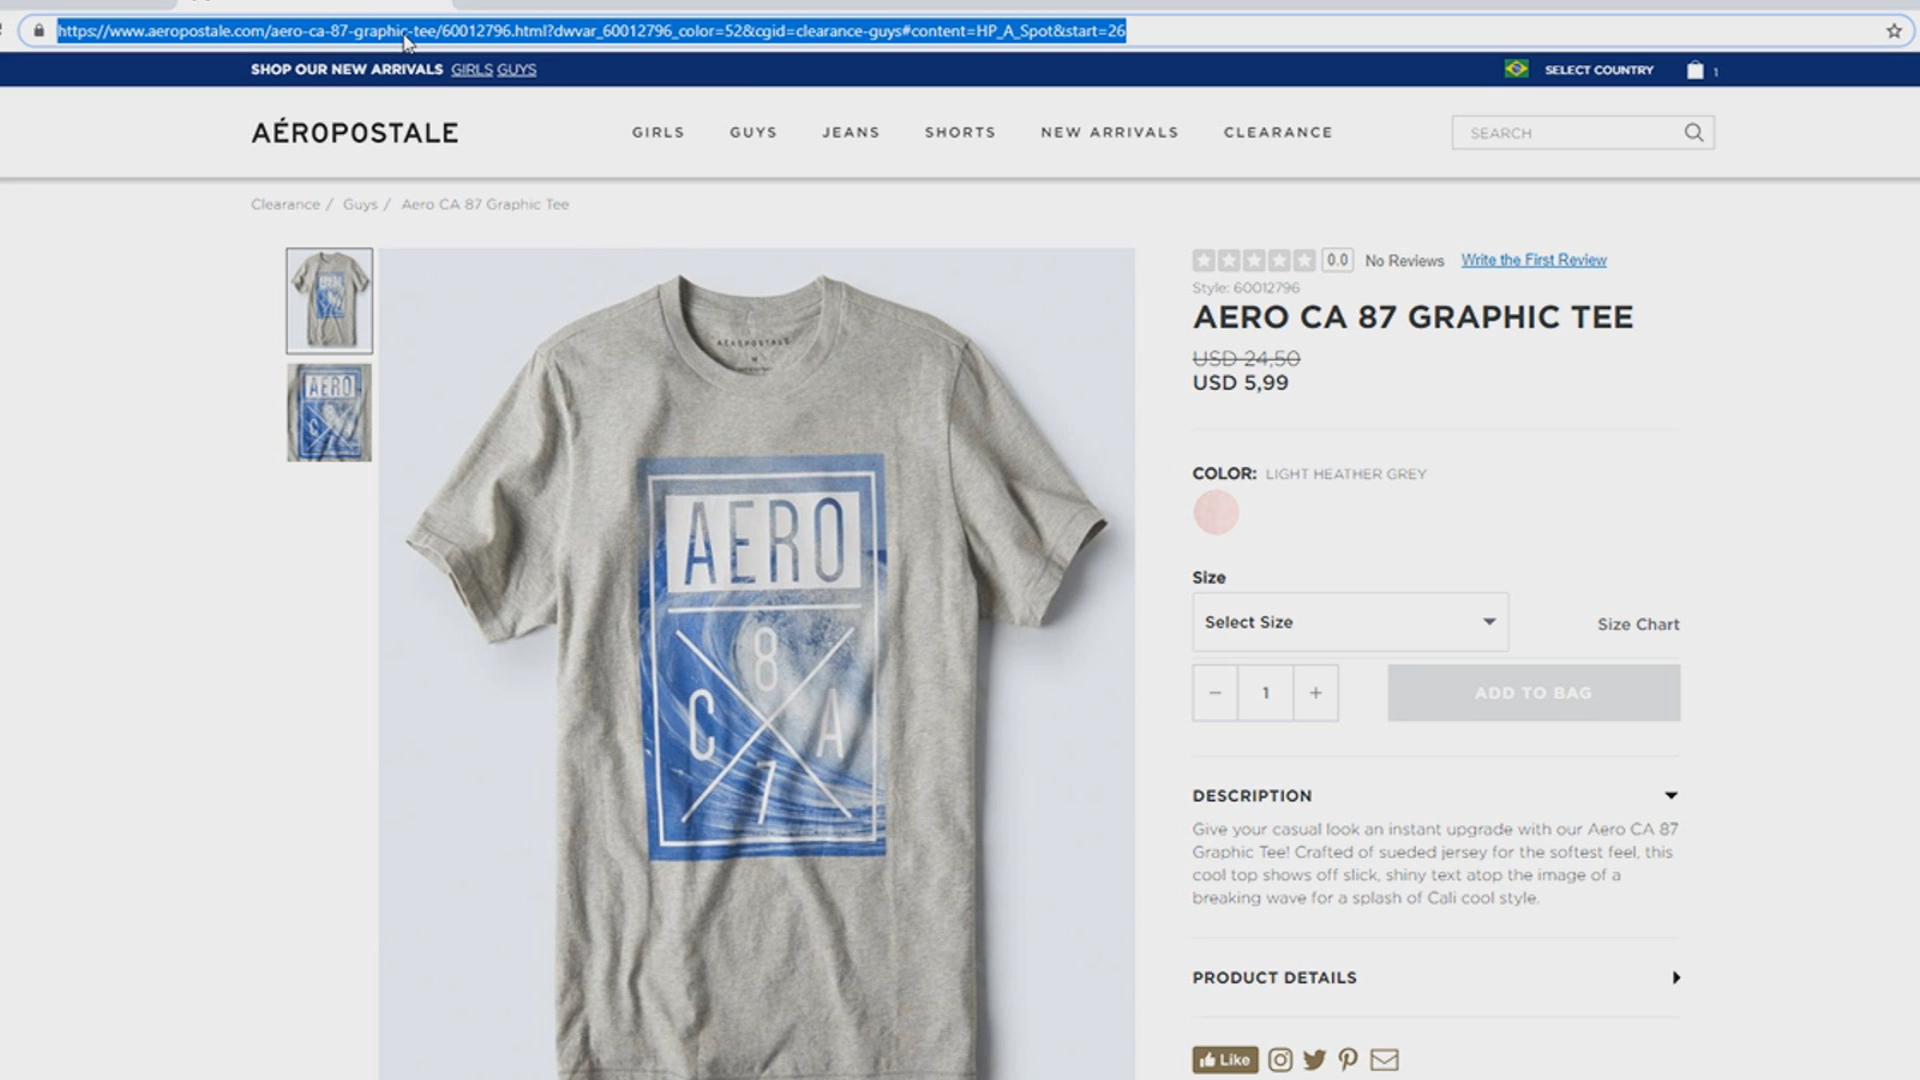 https://www.aeropostale.com/aero-ca-87-graphic-tee/60012796.html?dwvar_60012796_color=52&cgid=clearance-guys#content=HP_A_Spot&start=26
SHOP OUR NEW ARRIVALS GIRLS GUYS
SELECT COUNTRY
1
AÉROPOSTALE
GIRLS GUYS JEANS SHORTS NEW ARRIVALS CLEARANCE
SEARCH
Clearance / Guys / Aero CA 87 Graphic Tee
AERO
C
AEROPOSTALE
M
AERO
8
C A
7
0.0 No Reviews Write the First Review
Style: 60012796
AERO CA 87 GRAPHIC TEE
USD 24,50
USD 5,99
COLOR: LIGHT HEATHER GREY
Size
Select Size
Size Chart
− 1 +
ADD TO BAG
DESCRIPTION
Give your casual look an instant upgrade with our Aero CA 87
Graphic Tee! Crafted of sueded jersey for the softest feel, this
cool top shows off slick, shiny text atop the image of a
breaking wave for a splash of Cali cool style.
PRODUCT DETAILS
Like